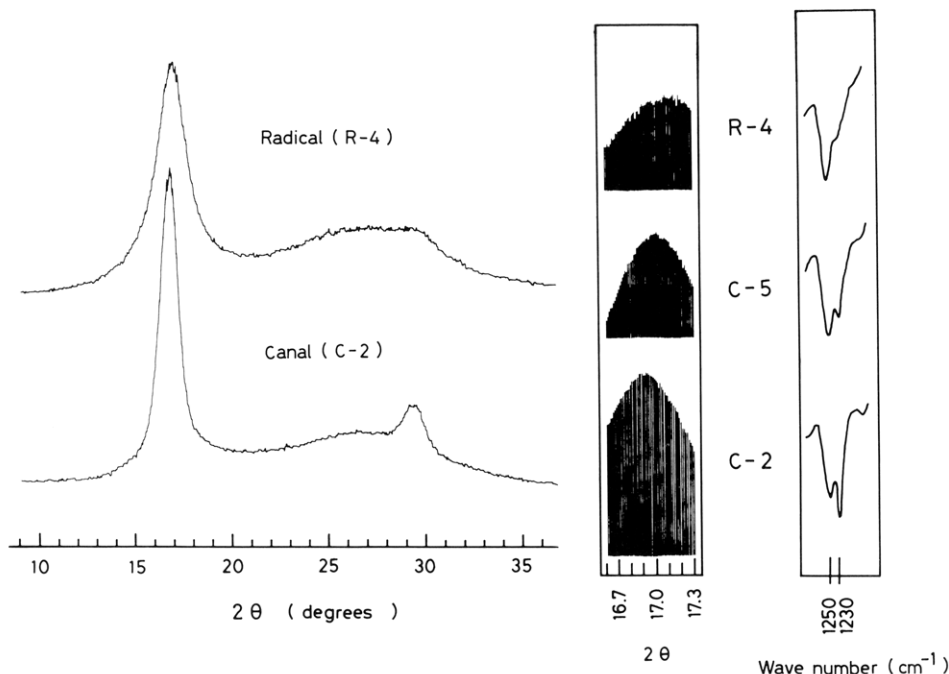 Radical ( R-4 )
Canal ( C-2 )
10 15 20 25 30 35
2 θ ( degrees )
16.7
17.0
17.3
2 θ
R-4
C-5
C-2
1250
1230
Wave number ( cm⁻¹ )